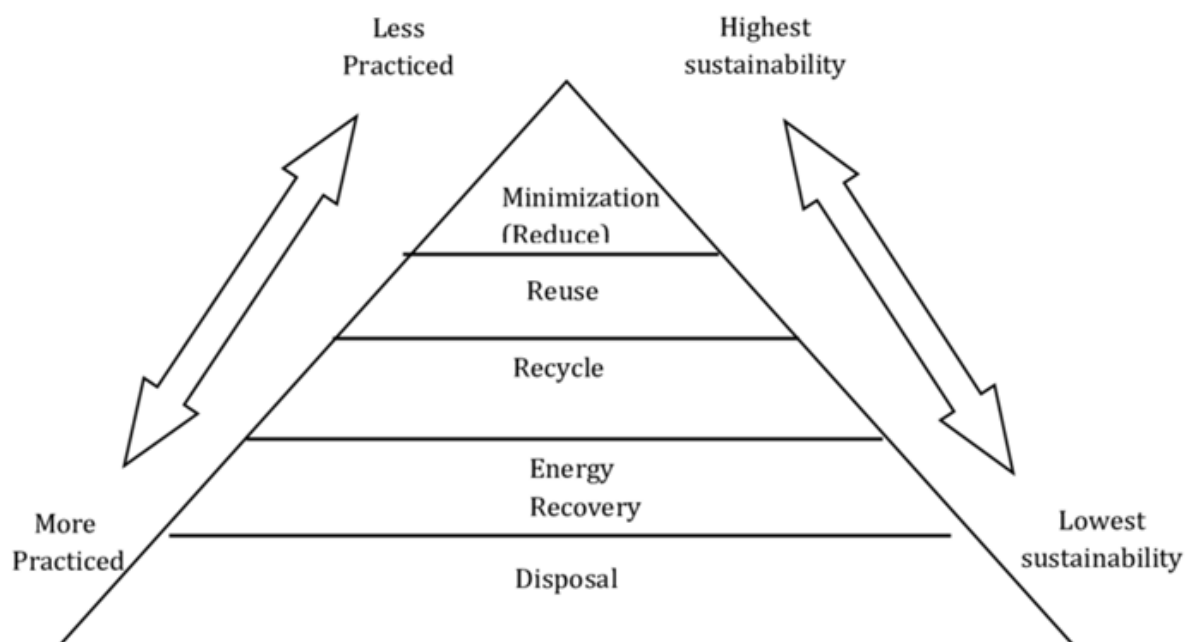 Less
Practiced
Highest
sustainability
Minimization
(Reduce)
Reuse
Recycle
Energy
Recovery
More
Practiced
Lowest
sustainability
Disposal